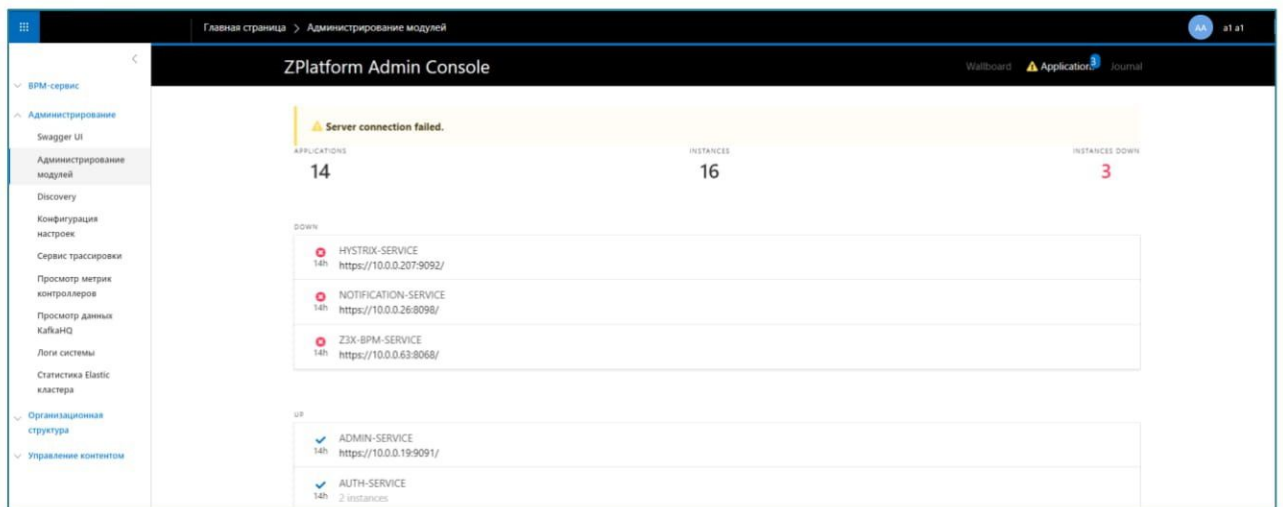 Главная страница > Администрирование модулей
AA
a1 a1
ZPlatform Admin Console
Wallboard
Applications
3
Journal
BPM-сервис
Администрирование
Swagger UI
Администрирование
модулей
Discovery
Конфигурация
настроек
Сервис трассировки
Просмотр метрик
контроллеров
Просмотр данных
KafkaHQ
Логи системы
Статистика Elastic
кластера
Организационная
структура
Управление контентом
Server connection failed.
APPLICATIONS
14
INSTANCES
16
INSTANCES DOWN
3
DOWN
HYSTRIX-SERVICE
14h https://10.0.0.207:9092/
NOTIFICATION-SERVICE
14h https://10.0.0.26:8098/
Z3X-BPM-SERVICE
14h https://10.0.0.63:8068/
UP
ADMIN-SERVICE
14h https://10.0.0.19:9091/
AUTH-SERVICE
14h 2 instances